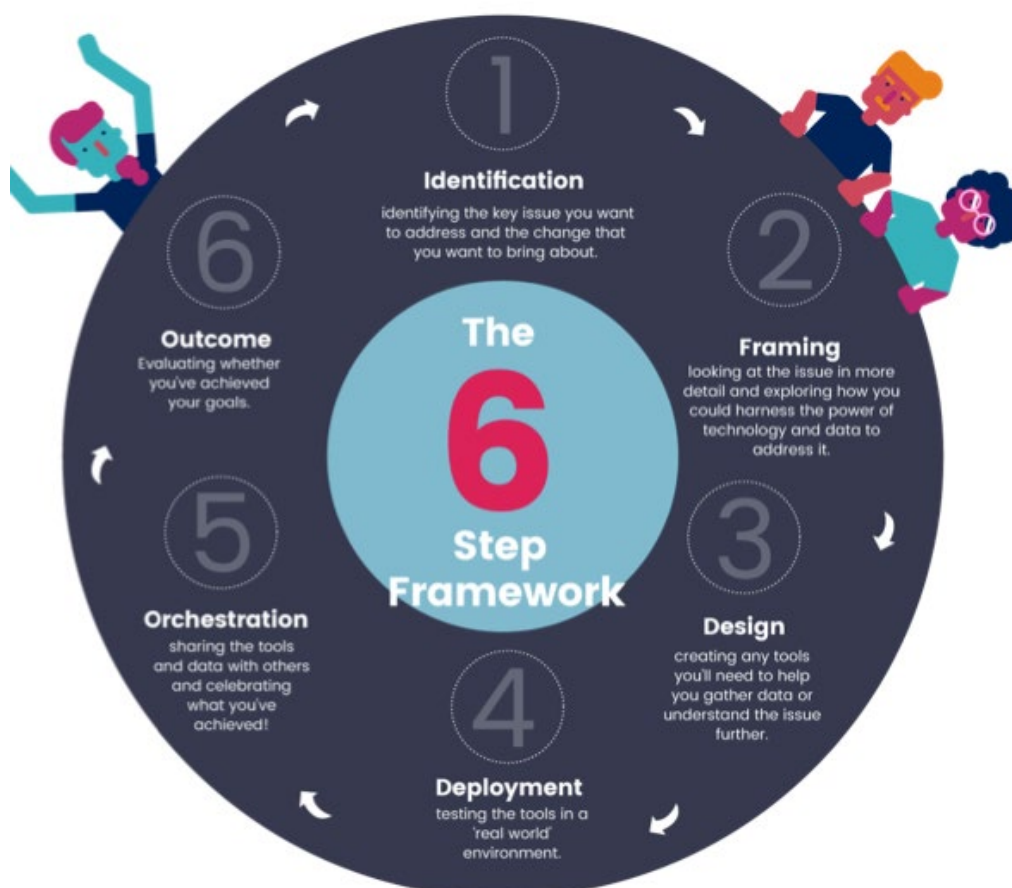 1
Identification
identifying the key issue you want
to address and the change that
you want to bring about.
2
Framing
looking at the issue in more
detail and exploring how you
could harness the power of
technology and data to
address it.
3
Design
creating any tools
you'll need to help
you gather data or
understand the issue
further.
4
Deployment
testing the tools in a
'real world'
environment.
5
Orchestration
sharing the tools
and data with others
and celebrating
what you've
achieved!
6
Outcome
Evaluating whether
you've achieved
your goals.
The
6
Step
Framework